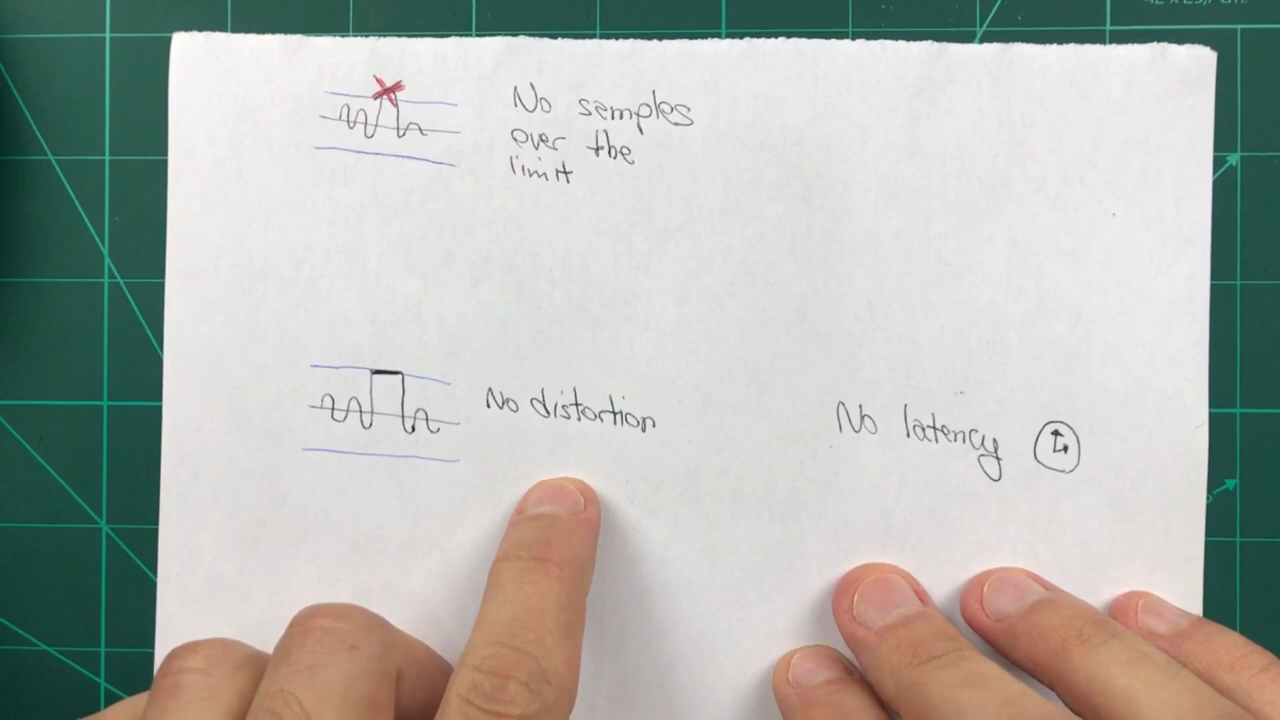 No samples
over the
limit
No distortion
No latency